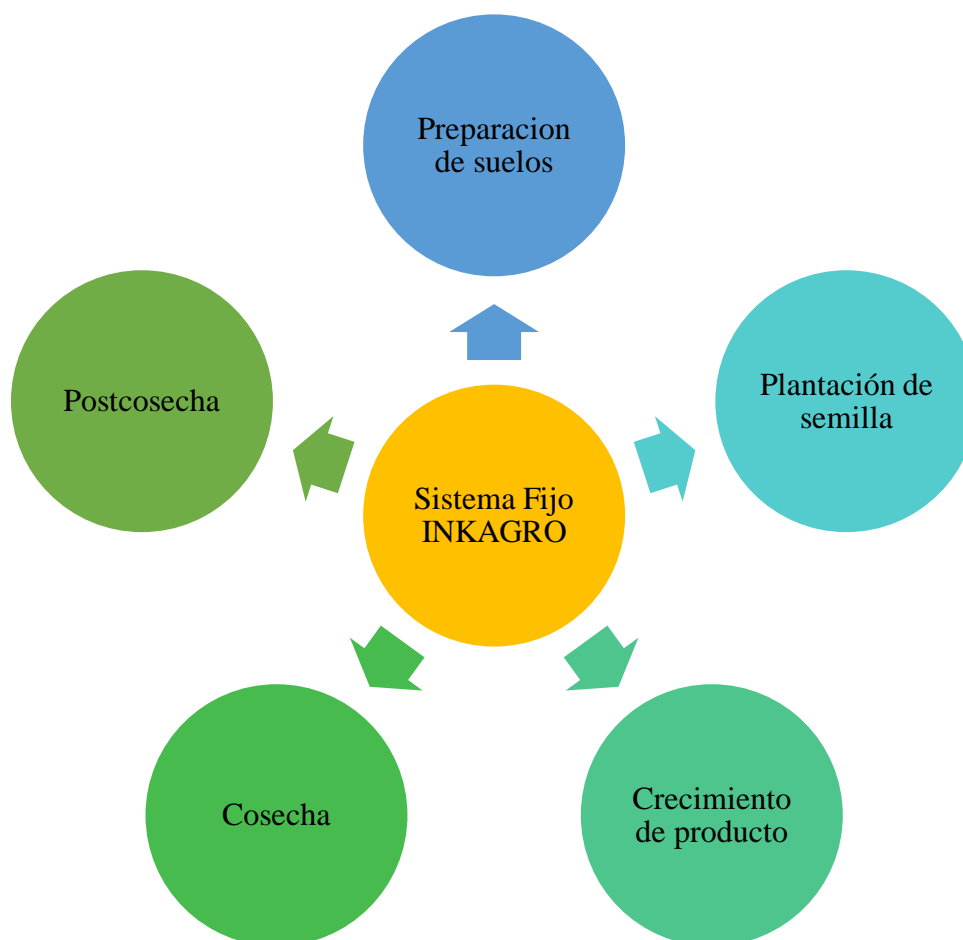 Preparacion
de suelos
Plantación de
semilla
Crecimiento
de producto
Cosecha
Postcosecha
Sistema Fijo
INKAGRO